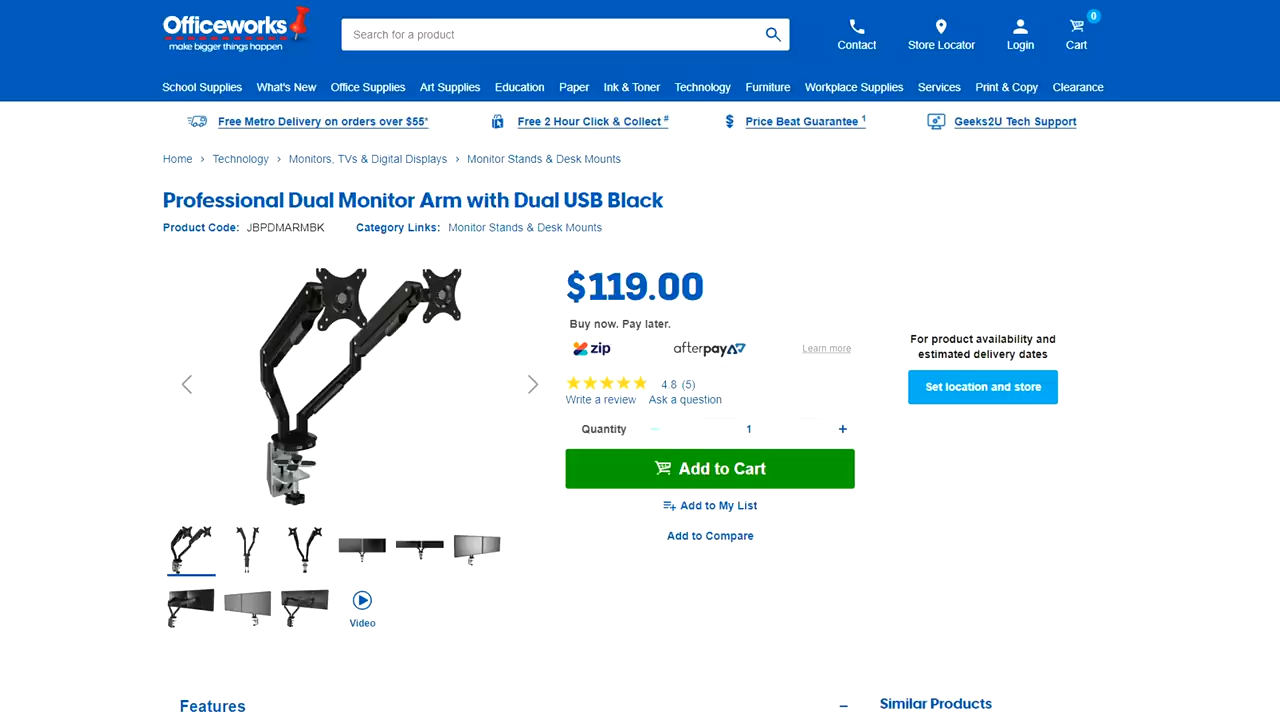 Officeworks
make bigger things happen
Search for a product
Contact
Store Locator
Login
0
Cart
School Supplies What's New Office Supplies Art Supplies Education Paper Ink & Toner Technology Furniture Workplace Supplies Services Print & Copy Clearance
Free Metro Delivery on orders over $55* Free 2 Hour Click & Collect # Price Beat Guarantee 1 Geeks2U Tech Support
Home › Technology › Monitors, TVs & Digital Displays › Monitor Stands & Desk Mounts
Professional Dual Monitor Arm with Dual USB Black
Product Code: JBPDMARMBK Category Links: Monitor Stands & Desk Mounts
$119.00
Buy now. Pay later.
zip afterpay Learn more
4.8 (5)
Write a review Ask a question
Quantity − 1 +
Add to Cart
Add to My List
Add to Compare
For product availability and
estimated delivery dates
Set location and store
Video
Features −
Similar Products